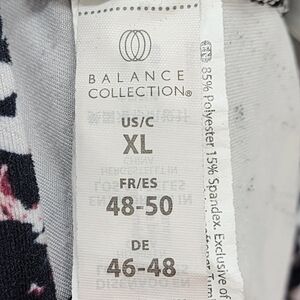 BALANCE
COLLECTION®
US/C
XL
FR/ES
48-50
DE
46-48
85% Polyester 15% Spandex. Exclusive of